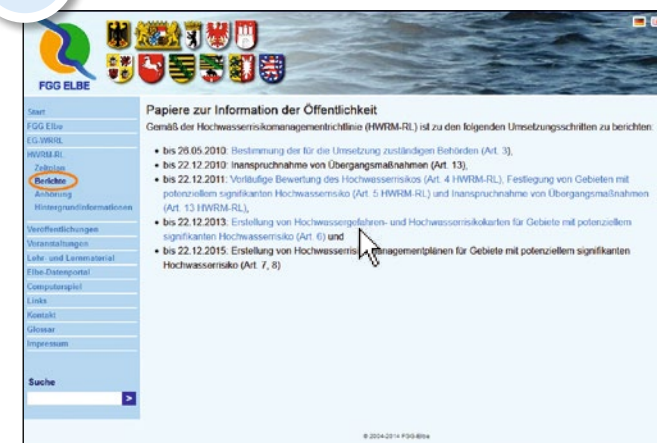 FGG ELBE
Start
FGG Elbe
EG-WRRL
HWRM-RL
Zeitplan
Berichte
Anhörung
Hintergrundinformationen
Veröffentlichungen
Veranstaltungen
Lehr- und Lernmaterial
Elbe-Datenportal
Computerspiel
Links
Kontakt
Glossar
Impressum
Suche
>
Papiere zur Information der Öffentlichkeit
Gemäß der Hochwasserrisikomanagementrichtlinie (HWRM-RL) ist zu den folgenden Umsetzungsschritten zu berichten:
• bis 26.05.2010: Bestimmung der für die Umsetzung zuständigen Behörden (Art. 3),
• bis 22.12.2010: Inanspruchnahme von Übergangsmaßnahmen (Art. 13),
• bis 22.12.2011: Vorläufige Bewertung des Hochwasserrisikos (Art. 4 HWRM-RL), Festlegung von Gebieten mit
potenziellem signifikanten Hochwasserrisiko (Art. 5 HWRM-RL) und Inanspruchnahme von Übergangsmaßnahmen
(Art. 13 HWRM-RL),
• bis 22.12.2013: Erstellung von Hochwassergefahren- und Hochwasserrisikokarten für Gebiete mit potenziellem
signifikanten Hochwasserrisiko (Art. 6) und
• bis 22.12.2015: Erstellung von managementplänen für Gebiete mit potenziellem signifikanten
Hochwasserrisiko (Art. 7, 8)
© 2004-2014 FGG-Elbe